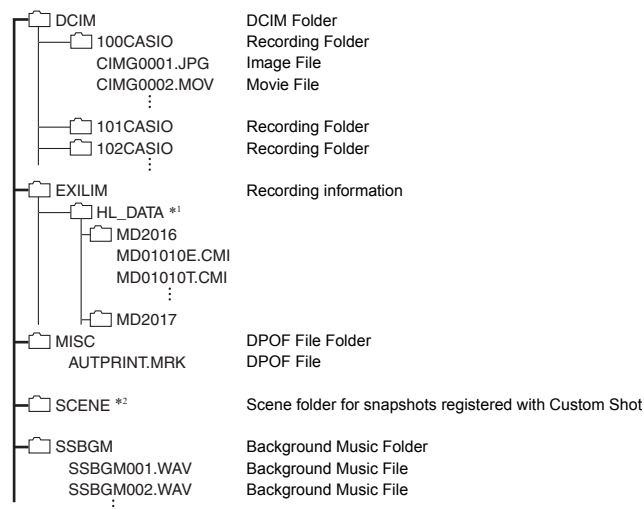 DCIM DCIM Folder
100CASIO Recording Folder
CIMG0001.JPG Image File
CIMG0002.MOV Movie File
101CASIO Recording Folder
102CASIO Recording Folder
EXILIM Recording information
HL_DATA *1
MD2016
MD01010E.CMI
MD01010T.CMI
MD2017
MISC DPOF File Folder
AUTPRINT.MRK DPOF File
SCENE *2 Scene folder for snapshots registered with Custom Shot
SSBGM Background Music Folder
SSBGM001.WAV Background Music File
SSBGM002.WAV Background Music File